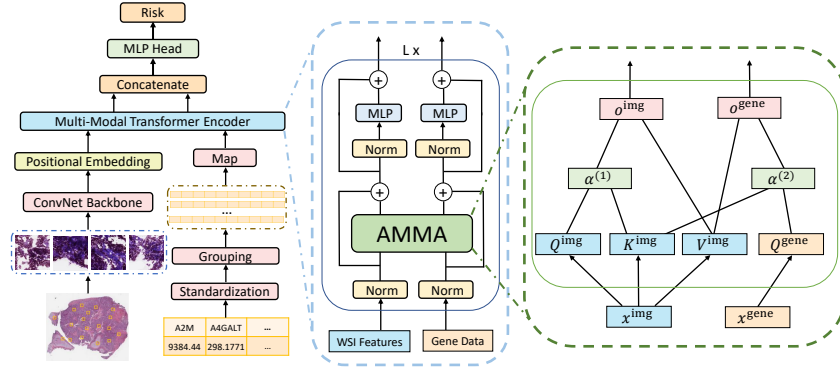 Risk
MLP Head
Concatenate
Multi-Modal Transformer Encoder
Positional Embedding
Map
ConvNet Backbone
...
Grouping
Standardization
A2M A4GALT ...
9384.44 298.1771 ...
L x
+ +
MLP MLP
Norm Norm
+ +
AMMA
Norm Norm
WSI Features Gene Data
o^img o^gene
α^(1) α^(2)
Q^img K^img V^img Q^gene
x^img x^gene